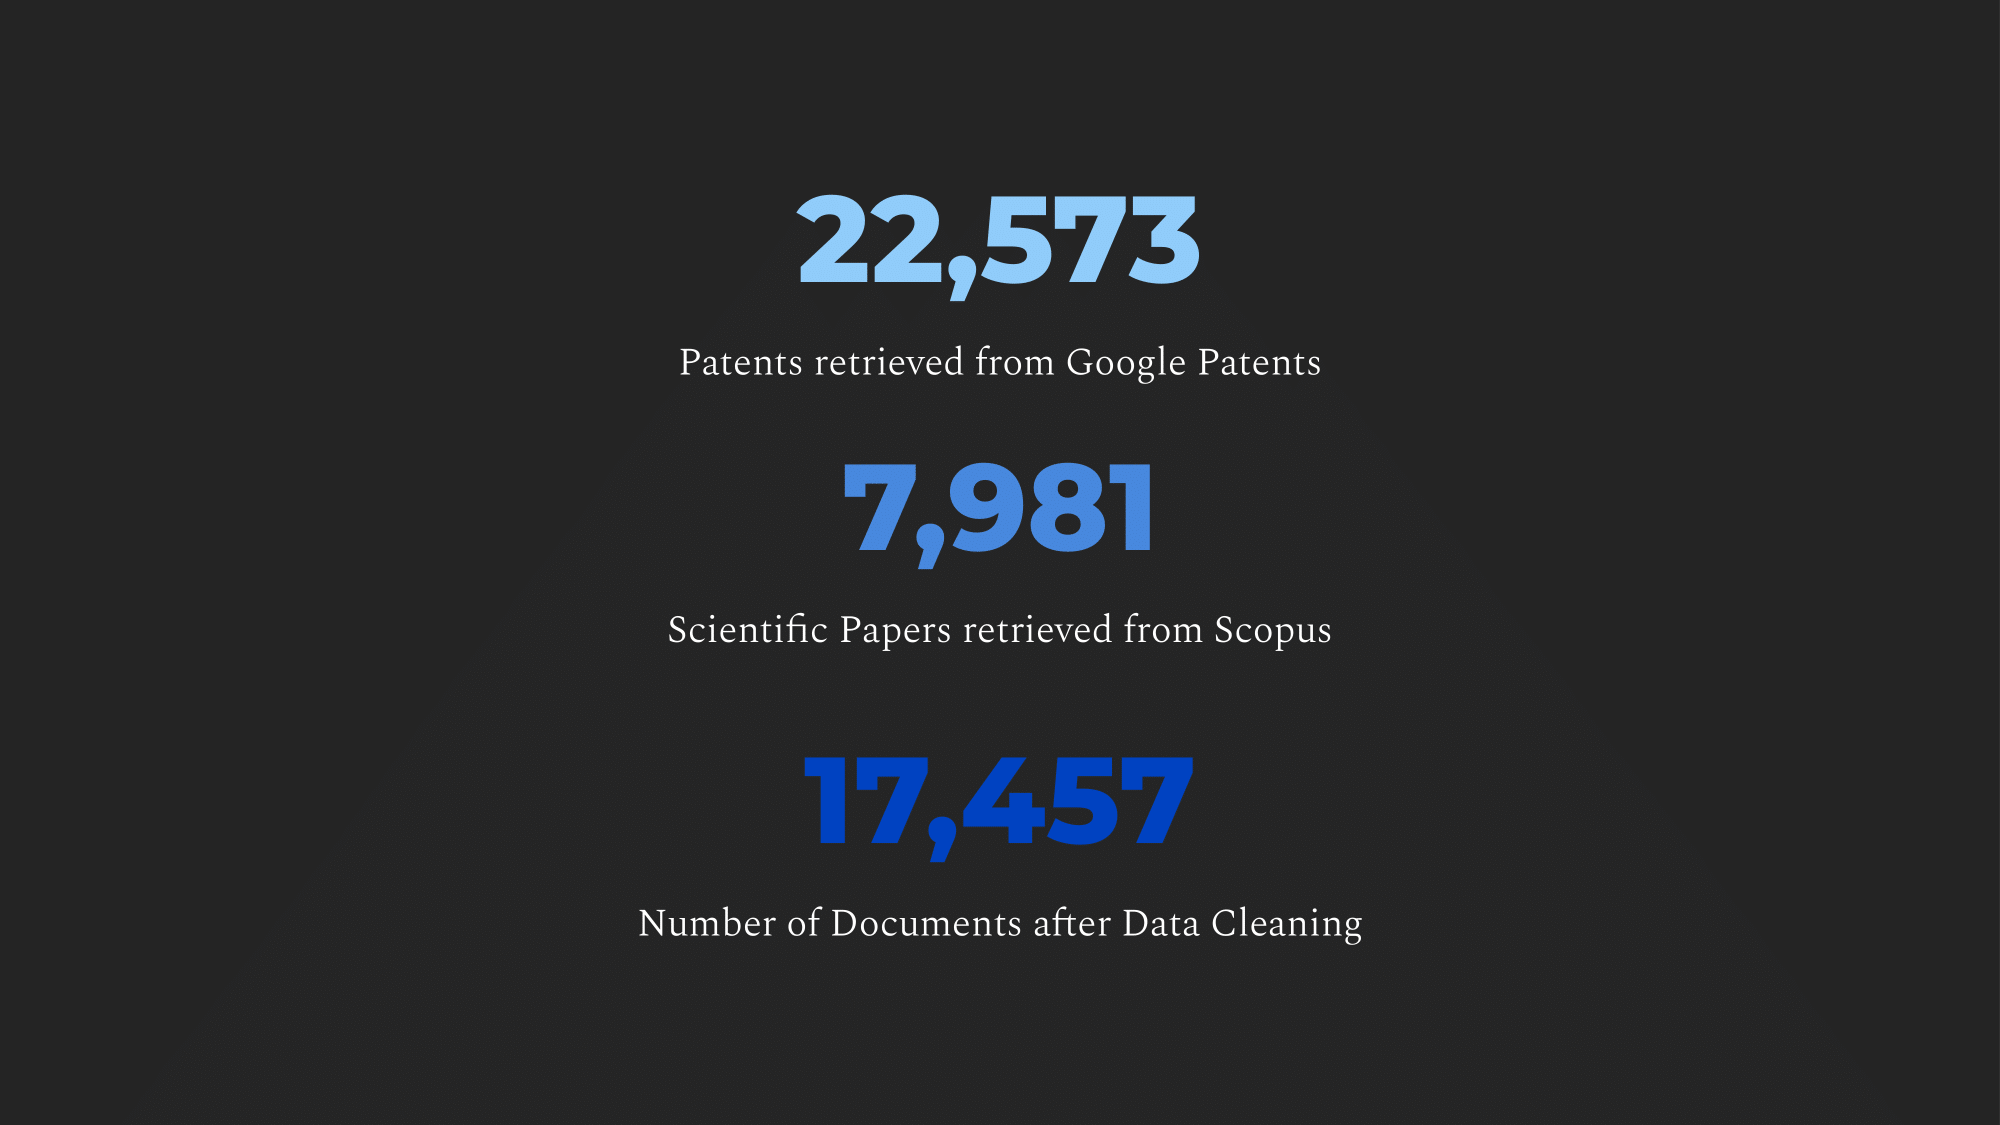 22,573
Patents retrieved from Google Patents
7,981
Scientific Papers retrieved from Scopus
17,457
Number of Documents after Data Cleaning